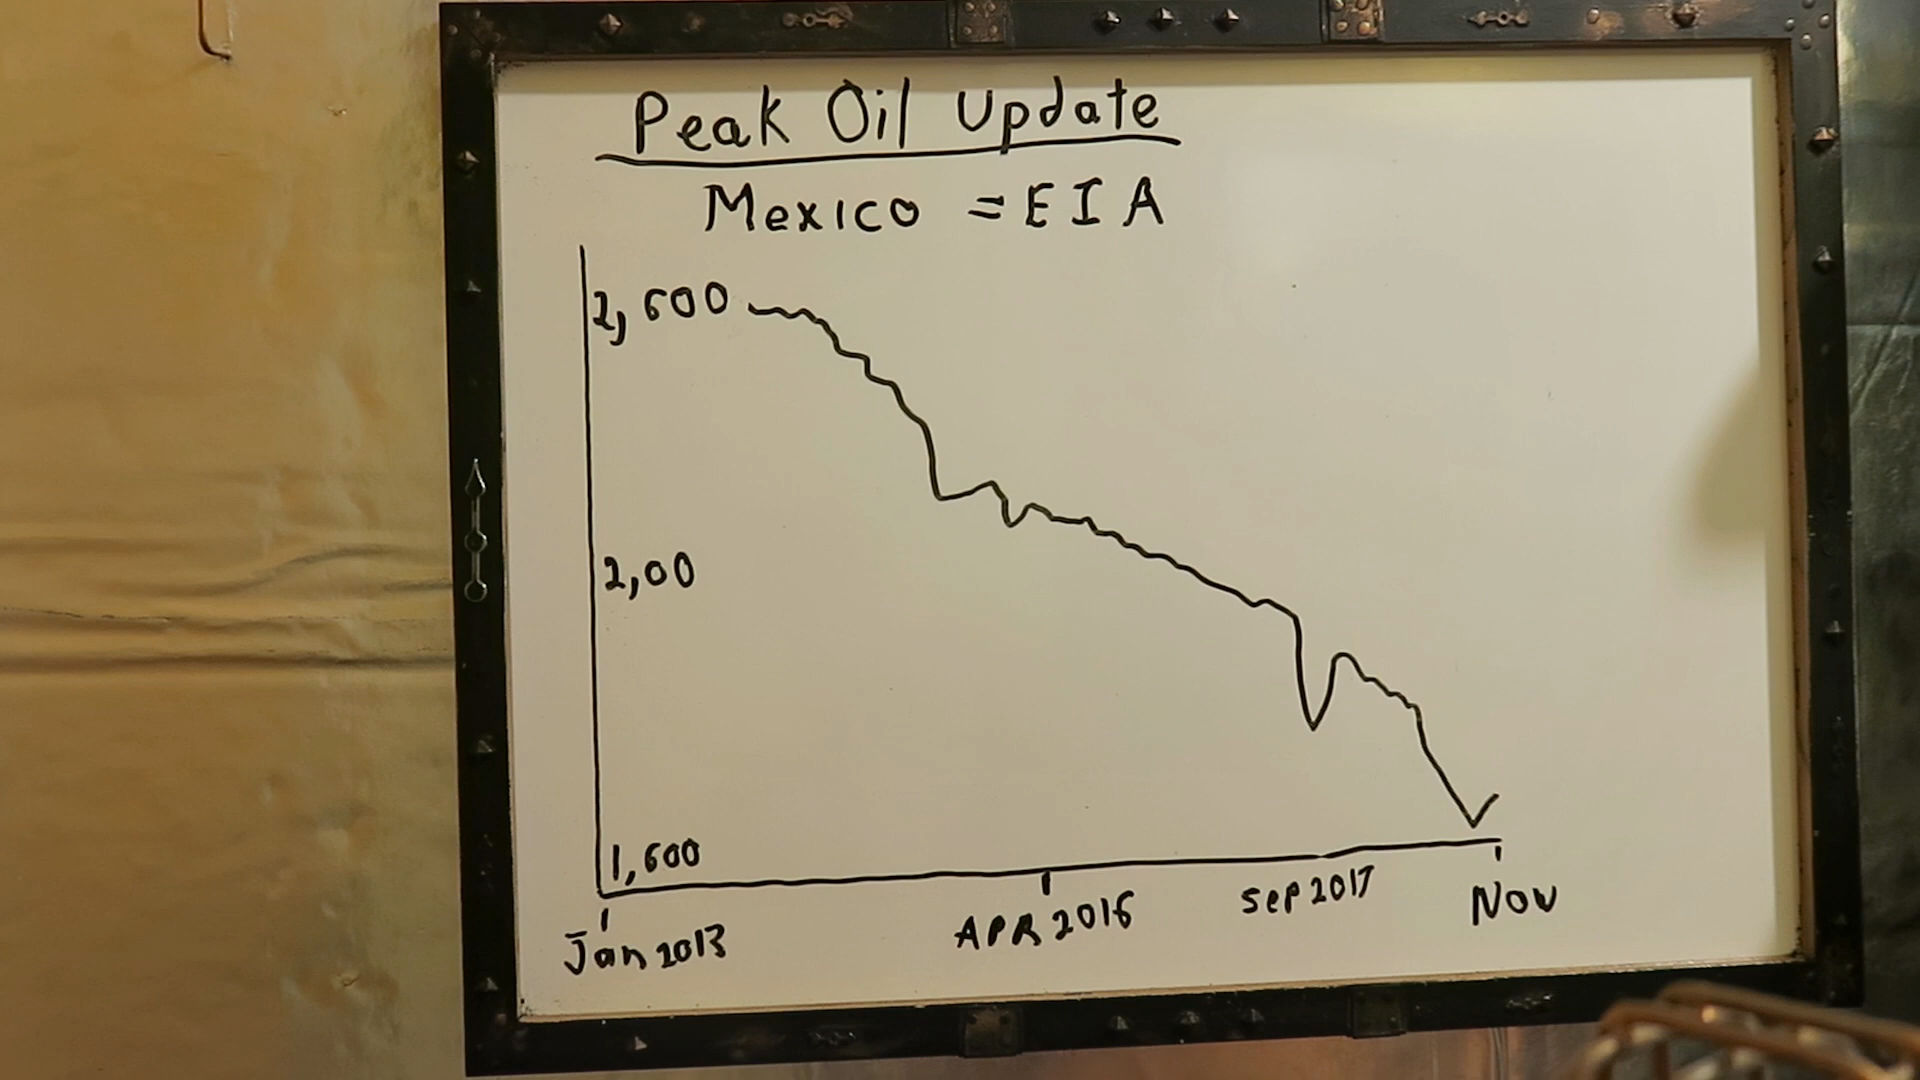 Peak Oil Update
Mexico = EIA
2,600
2,00
1,600
Jan 2013
APR 2016
Sep 2017
Nov